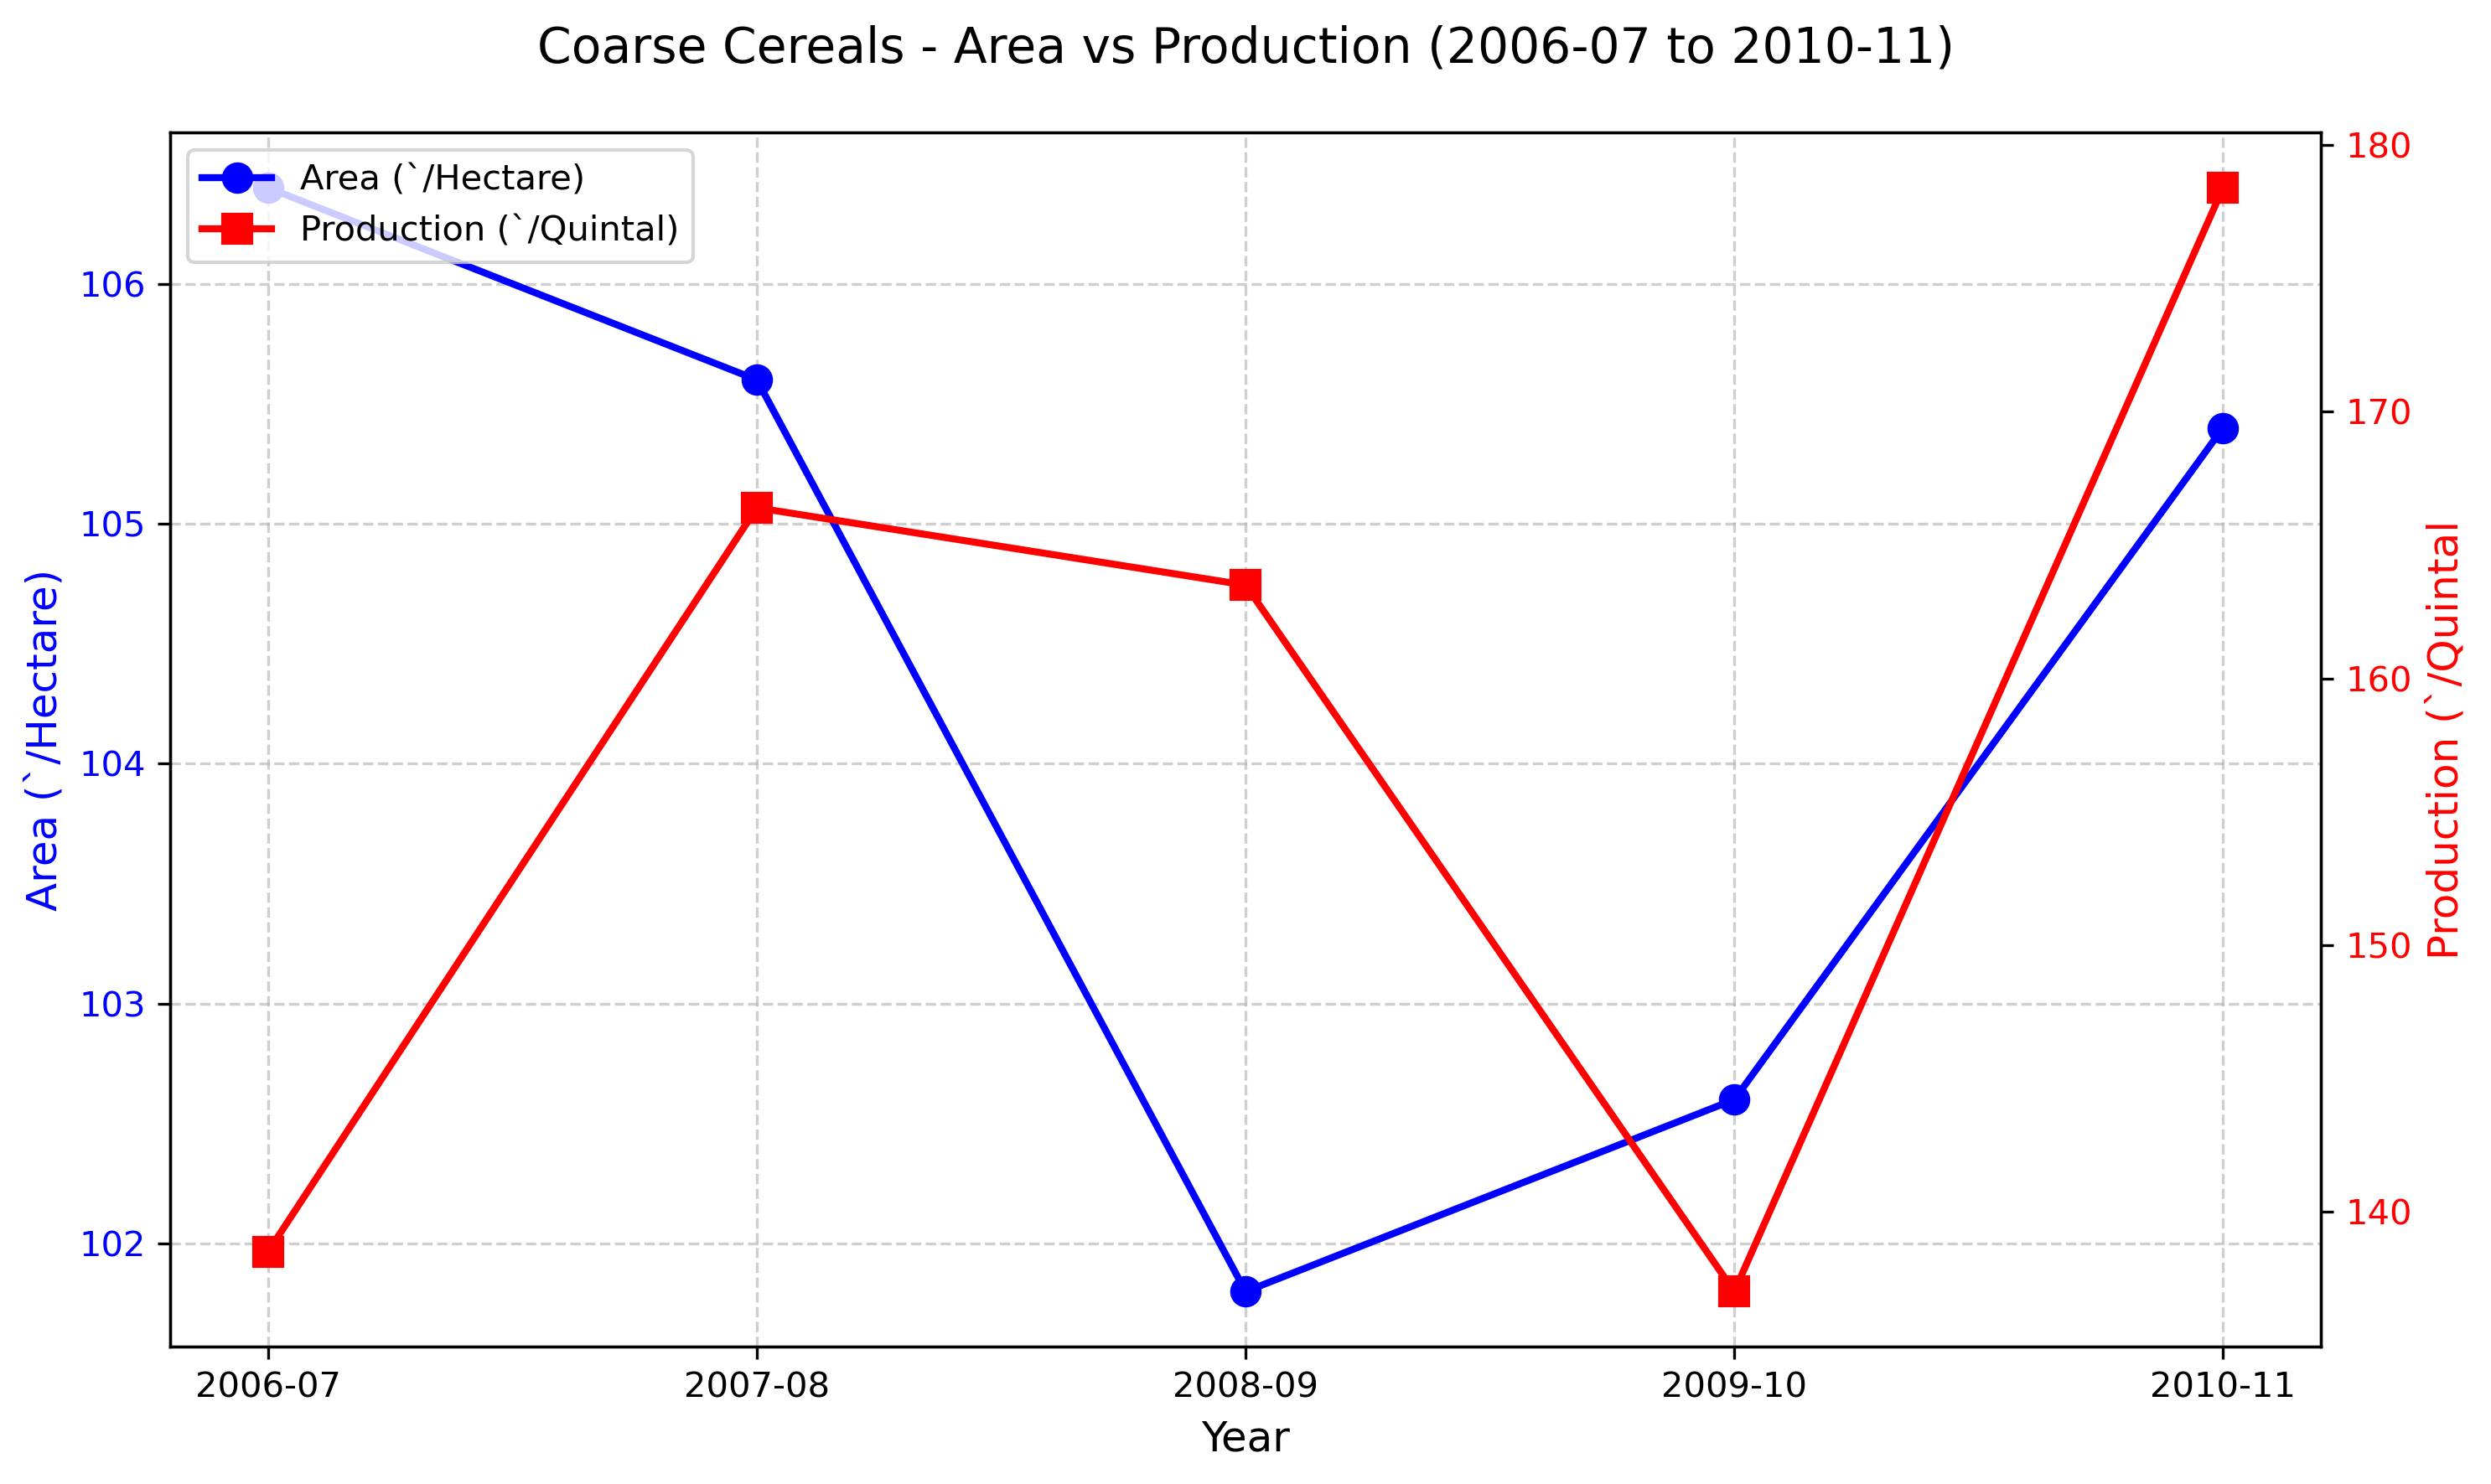 Coarse Cereals - Area vs Production (2006-07 to 2010-11)
Area (`/Hectare)
Production (`/Quintal)
106
105
104
103
102
Area (`/Hectare)
180
170
160
150
140
Production (`/Quintal
2006-07
2007-08
2008-09
2009-10
2010-11
Year